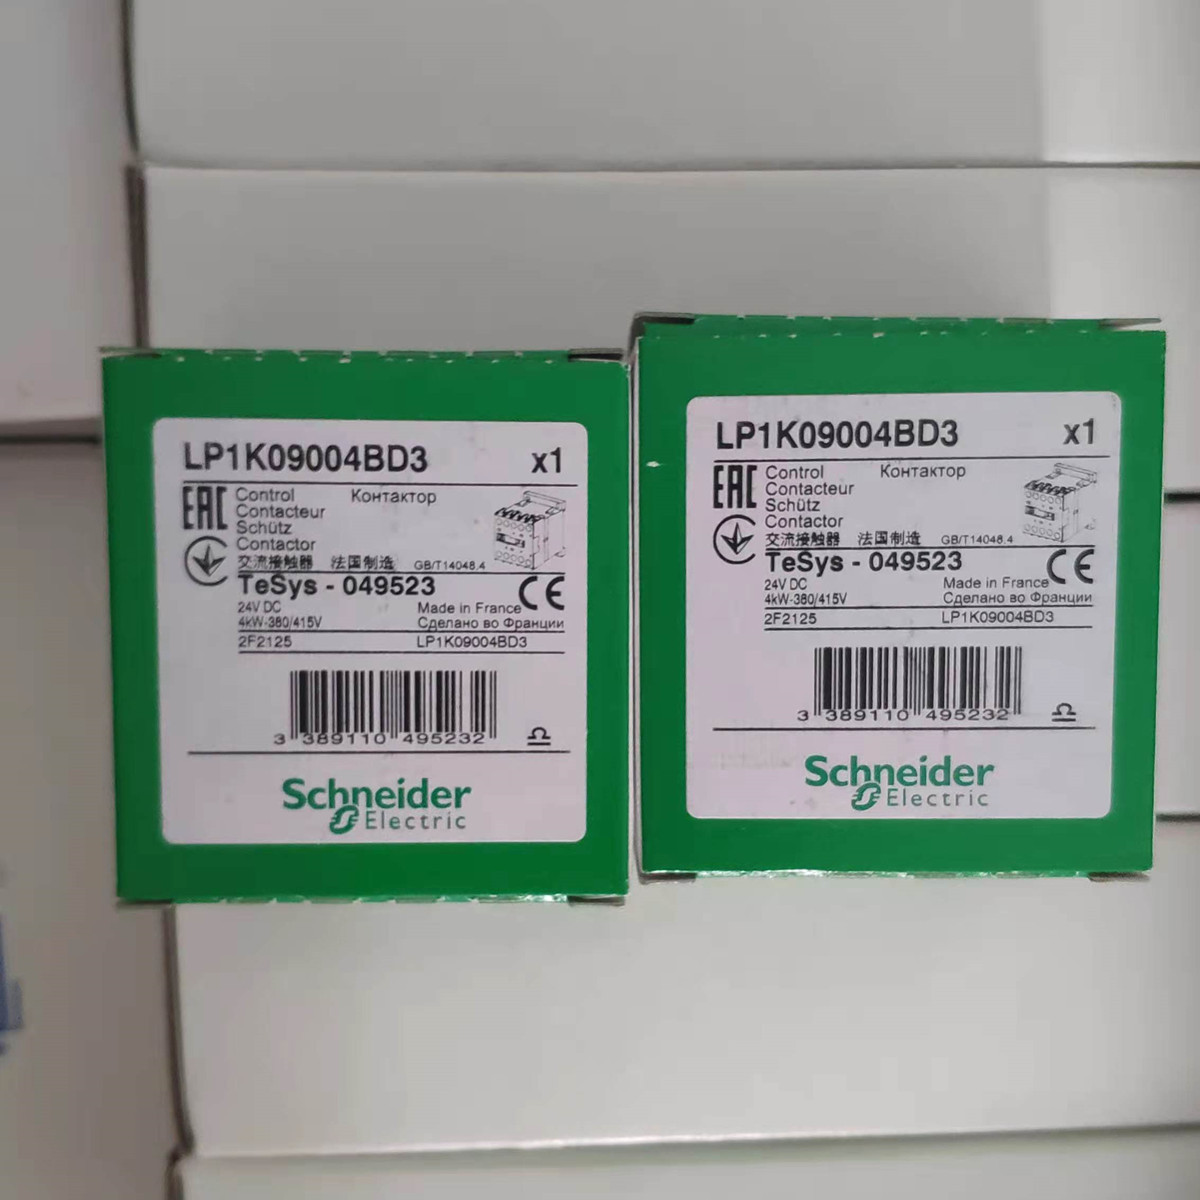 LP1K09004BD3 x1
EAC
Control Контактор
Contacteur
Schütz
Contactor
交流接触器 法国制造 GB/T14048.4
TeSys - 049523 CE
24V DC Made in France
4kW-380/415V Сделано во Франции
2F2125 LP1K09004BD3
3 389110 495232
Schneider
Electric
LP1K09004BD3 x1
EAC
Control Контактор
Contacteur
Schütz
Contactor
交流接触器 法国制造 GB/T14048.4
TeSys - 049523 CE
24V DC Made in France
4kW-380/415V Сделано во Франции
2F2125 LP1K09004BD3
3 389110 495232
Schneider
Electric